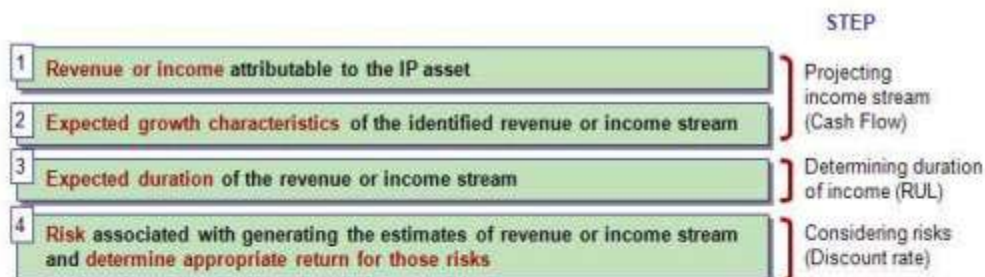 STEP
1 Revenue or income attributable to the IP asset
2 Expected growth characteristics of the identified revenue or income stream
Projecting
income stream
(Cash Flow)
3 Expected duration of the revenue or income stream
Determining duration
of income (RUL)
4 Risk associated with generating the estimates of revenue or income stream
and determine appropriate return for those risks
Considering risks
(Discount rate)